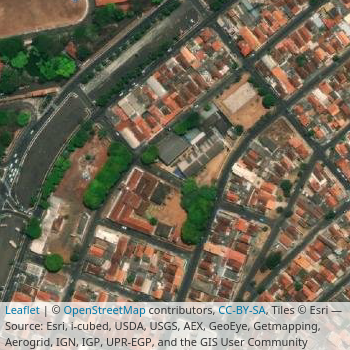 Leaflet | © OpenStreetMap contributors, CC-BY-SA, Tiles © Esri —
Source: Esri, i-cubed, USDA, USGS, AEX, GeoEye, Getmapping,
Aerogrid, IGN, IGP, UPR-EGP, and the GIS User Community